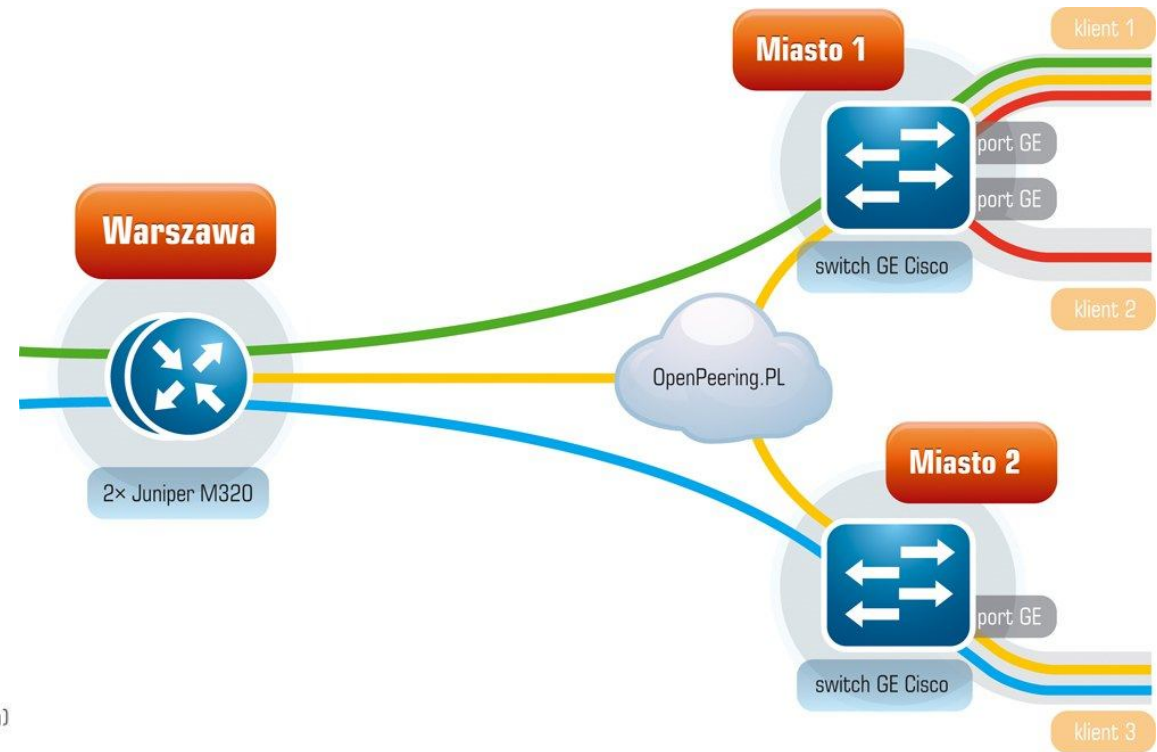 klient 1
Miasto 1
port GE
port GE
Warszawa
switch GE Cisco
klient 2
OpenPeering.PL
Miasto 2
2× Juniper M320
port GE
switch GE Cisco
klient 3